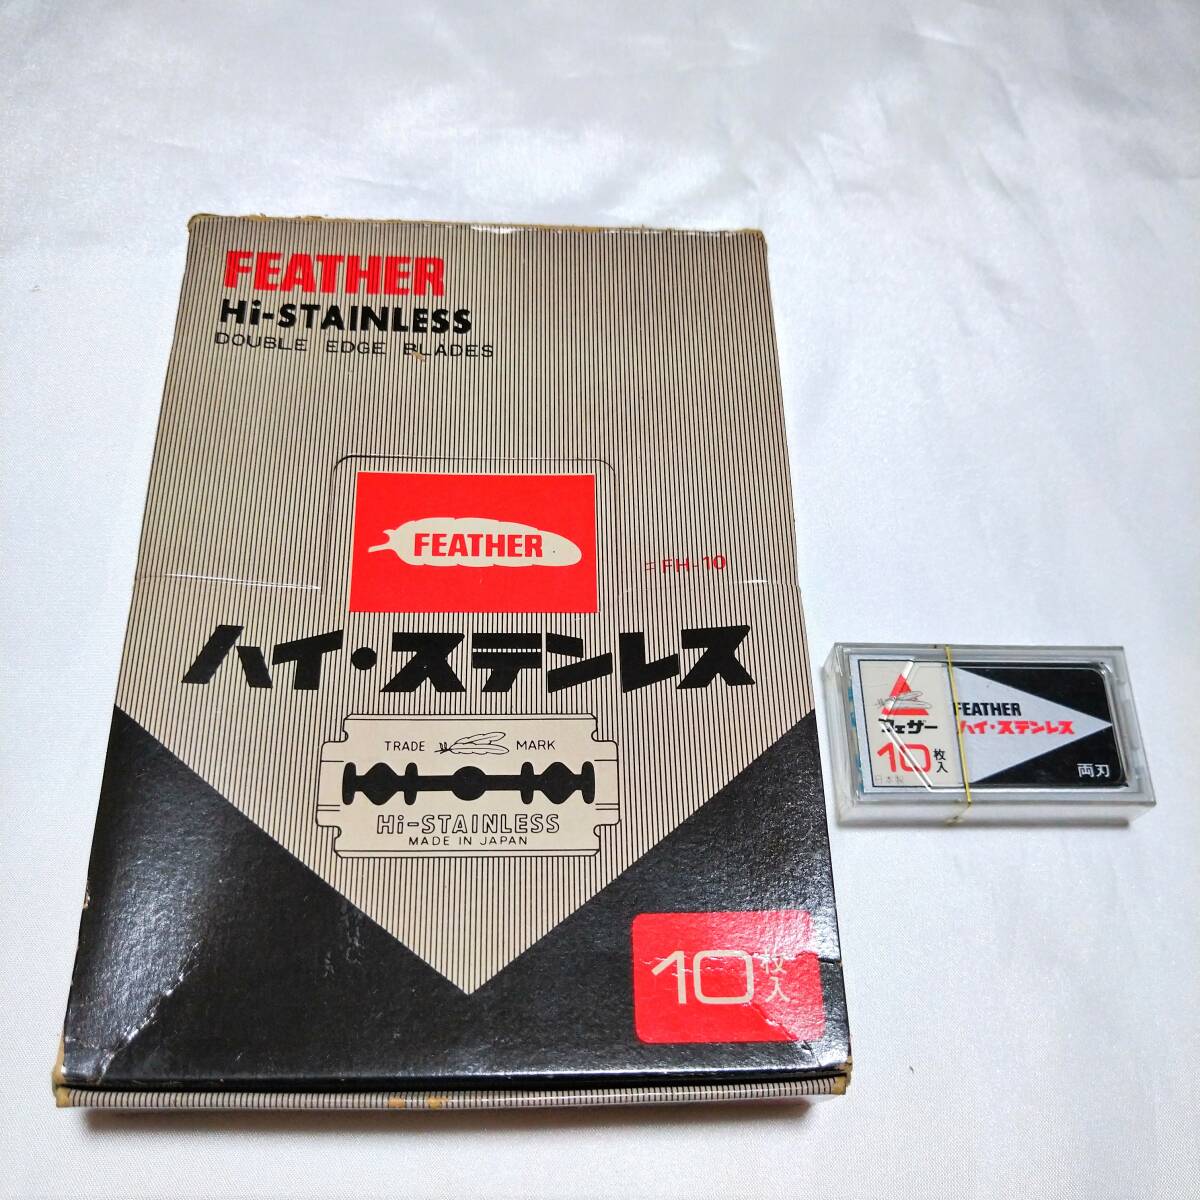 FEATHER
Hi-STAINLESS
DOUBLE EDGE BLADES
FEATHER
FH-10
ハイ・ステンレス
TRADE MARK
Hi-STAINLESS
MADE IN JAPAN
10枚入
フェザー
10枚入
日本製
FEATHER
ハイ・ステンレス
両刃